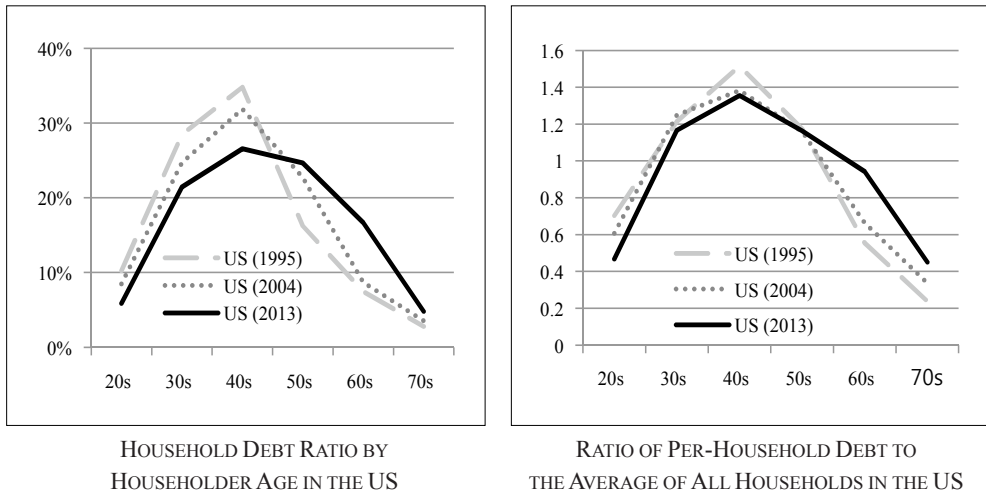 40%
30%
20%
10%
0%
US (1995)
US (2004)
US (2013)
20s 30s 40s 50s 60s 70s
HOUSEHOLD DEBT RATIO BY
HOUSEHOLDER AGE IN THE US
1.6
1.4
1.2
1
0.8
0.6
0.4
0.2
0
US (1995)
US (2004)
US (2013)
20s 30s 40s 50s 60s 70s
RATIO OF PER-HOUSEHOLD DEBT TO
THE AVERAGE OF ALL HOUSEHOLDS IN THE US